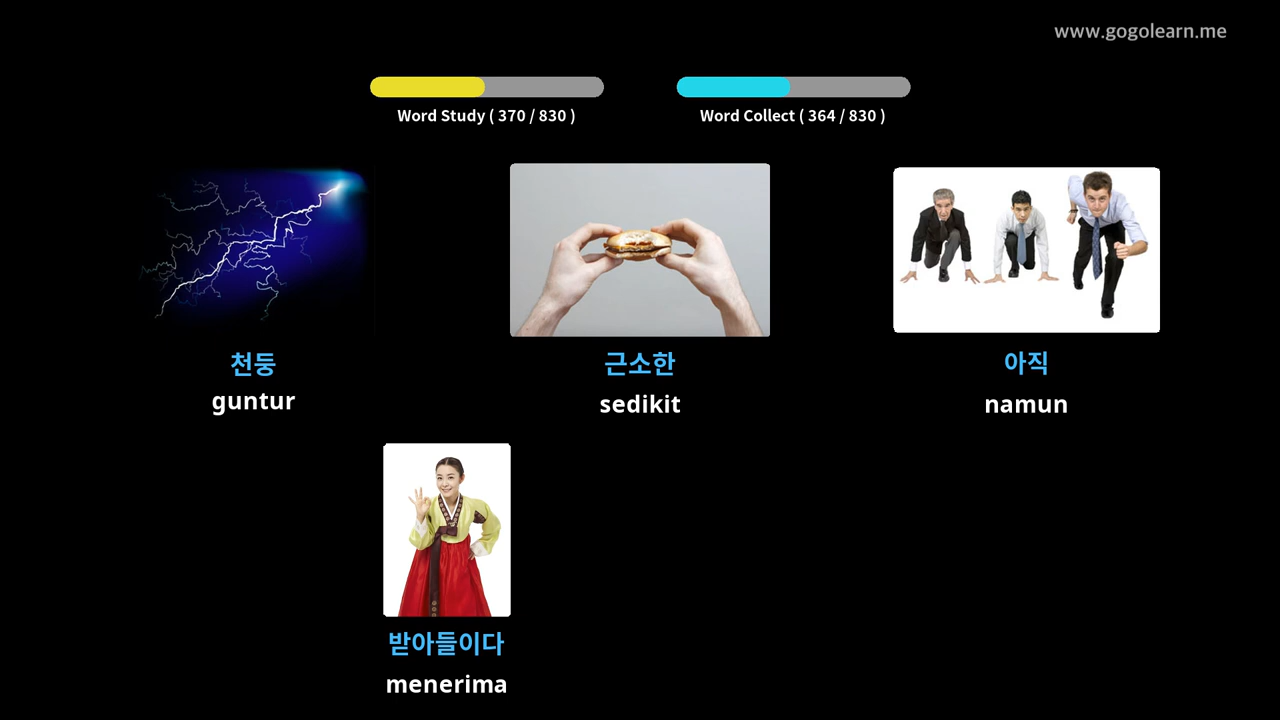 www.gogolearn.me
Word Study ( 370 / 830 )
Word Collect ( 364 / 830 )
천둥
guntur
근소한
sedikit
아직
namun
받아들이다
menerima